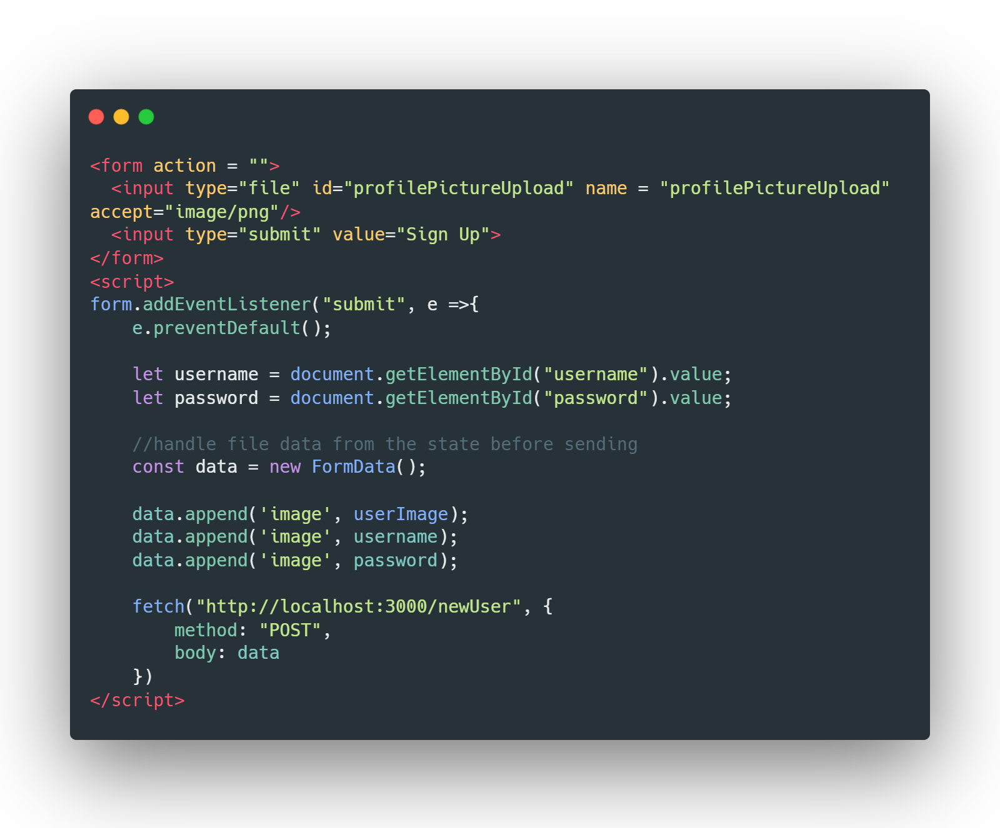 <form action = "">
  <input type="file" id="profilePictureUpload" name = "profilePictureUpload"
accept="image/png"/>
  <input type="submit" value="Sign Up">
</form>
<script>
form.addEventListener("submit", e =>{
    e.preventDefault();

    let username = document.getElementById("username").value;
    let password = document.getElementById("password").value;

    //handle file data from the state before sending
    const data = new FormData();

    data.append('image', userImage);
    data.append('image', username);
    data.append('image', password);

    fetch("http://localhost:3000/newUser", {
        method: "POST",
        body: data
    })
</script>